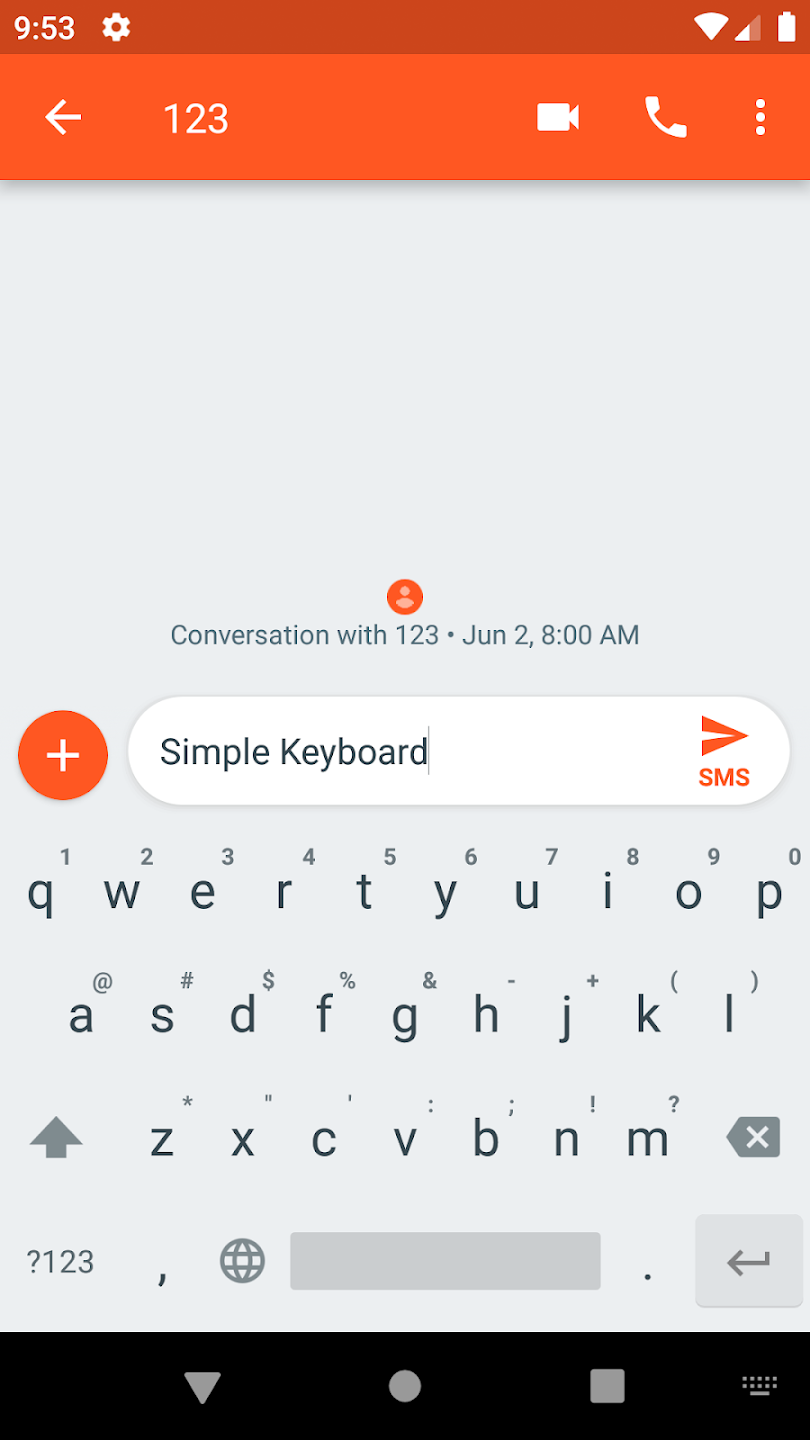 9:53
123
Conversation with 123 • Jun 2, 8:00 AM
Simple Keyboard
SMS
1 2 3 4 5 6 7 8 9 0
q w e r t y u i o p
@ # $ % & - + ( )
a s d f g h j k l
* " ' : ; ! ?
z x c v b n m
?123 , .